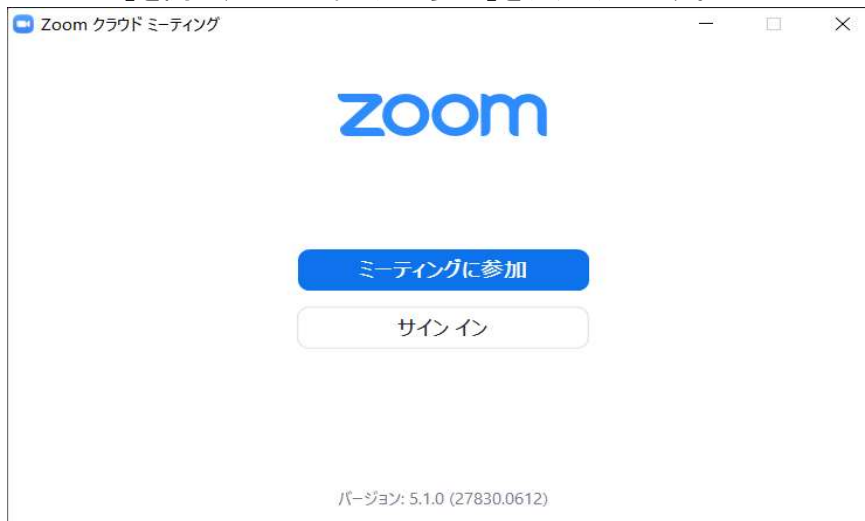 Zoom クラウド ミーティング
zoom
ミーティングに参加
サイン イン
バージョン: 5.1.0 (27830.0612)